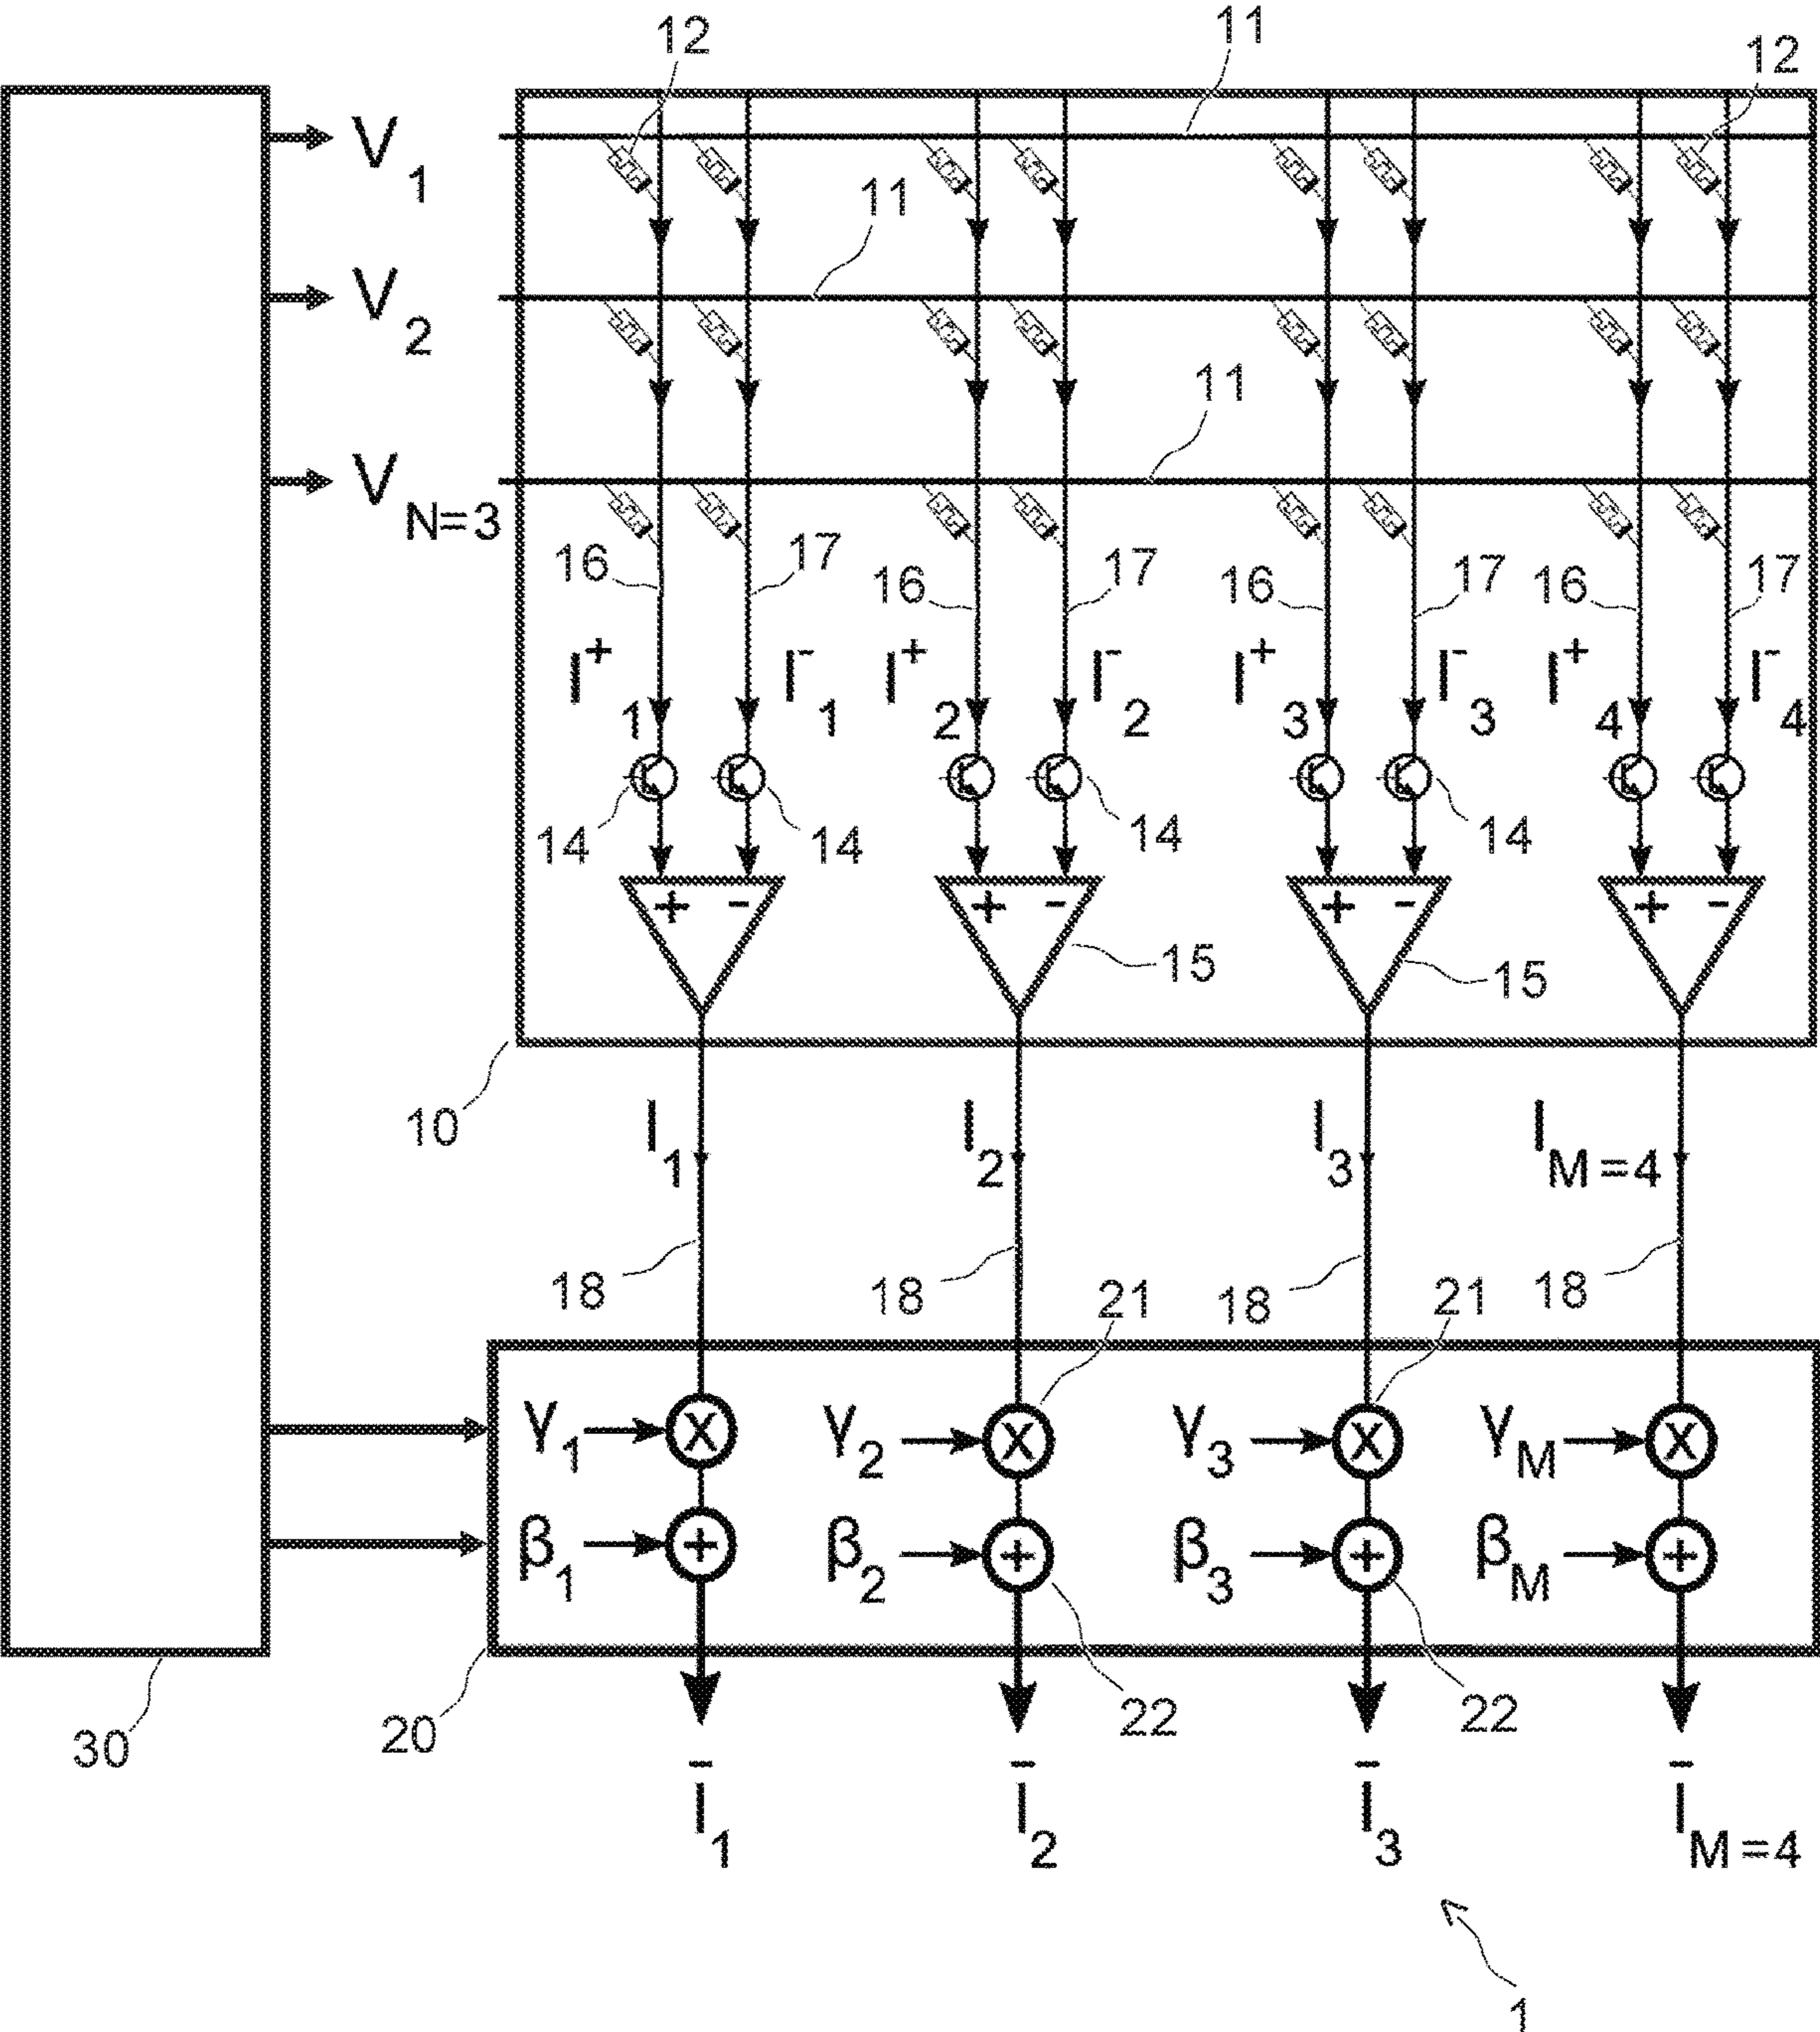 12 11 12
V1
11
V2
11
VN=3
16 17 16 17 16 17 16 17
I+1 I-1 I+2 I-2 I+3 I-3 I+4 I-4
14 14 14 14
+ - + - + - + -
15 15
10
I1 I2 I3 IM=4
18 18 21 18 21 18
γ1 X γ2 X γ3 X γM X
β1 + β2 + β3 + βM +
30 20 22 22
Ī1 Ī2 Ī3 ĪM=4
1